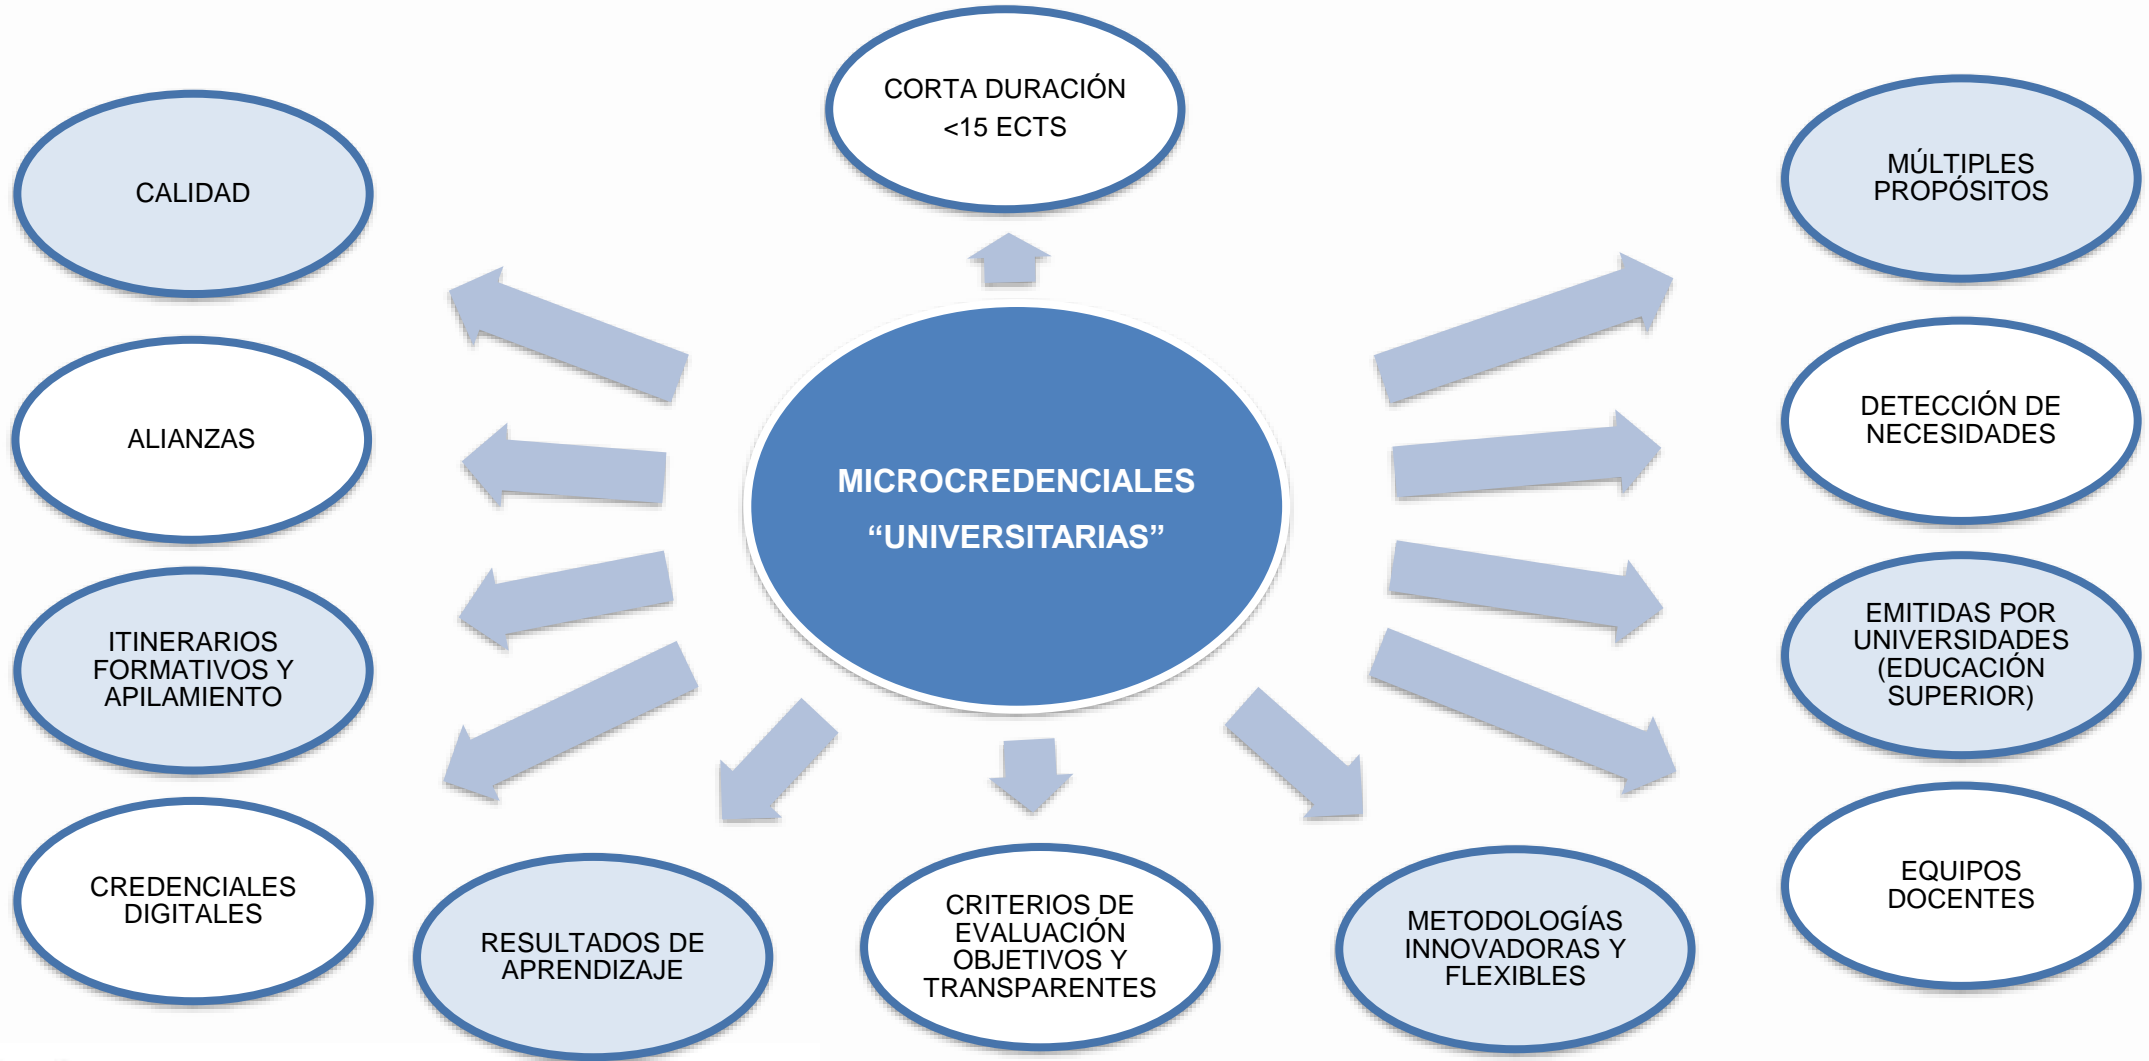 CORTA DURACIÓN
<15 ECTS
CALIDAD
MÚLTIPLES
PROPÓSITOS
ALIANZAS
DETECCIÓN DE
NECESIDADES
MICROCREDENCIALES
“UNIVERSITARIAS”
ITINERARIOS
FORMATIVOS Y
APILAMIENTO
EMITIDAS POR
UNIVERSIDADES
(EDUCACIÓN
SUPERIOR)
CREDENCIALES
DIGITALES
EQUIPOS
DOCENTES
RESULTADOS DE
APRENDIZAJE
CRITERIOS DE
EVALUACIÓN
OBJETIVOS Y
TRANSPARENTES
METODOLOGÍAS
INNOVADORAS Y
FLEXIBLES